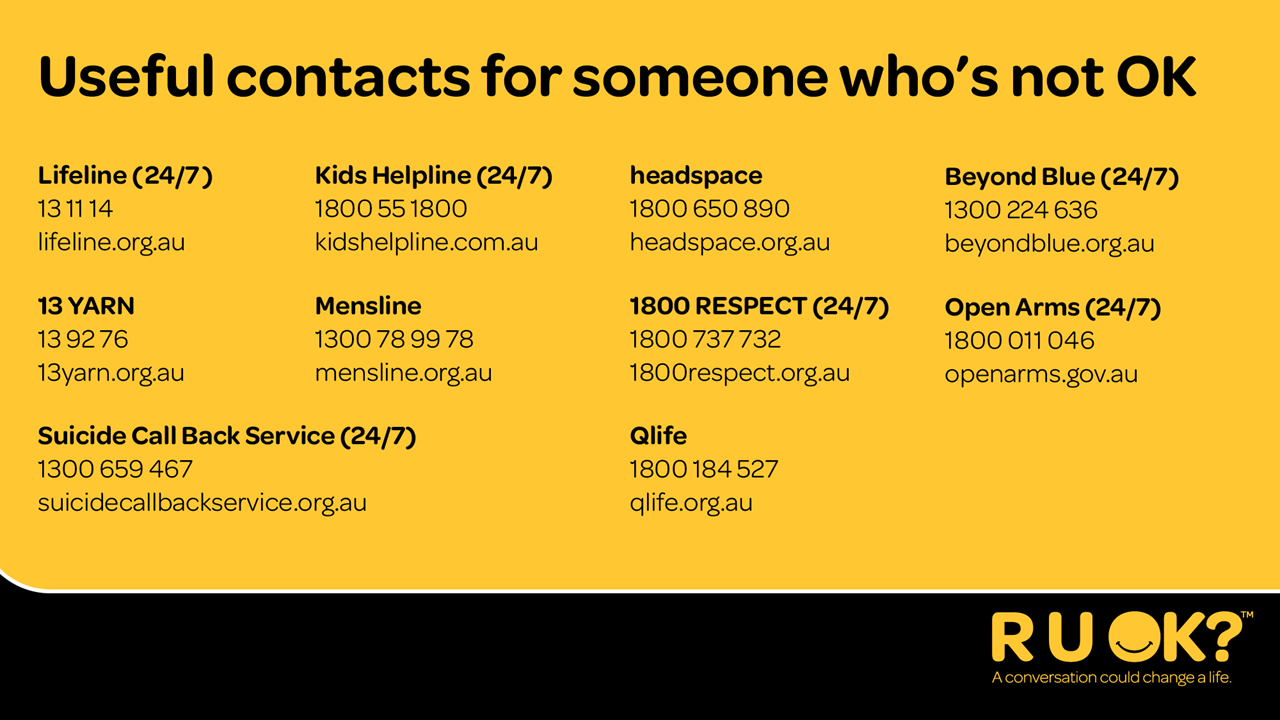 Useful contacts for someone who's not OK
Lifeline (24/7)
13 11 14
lifeline.org.au
Kids Helpline (24/7)
1800 55 1800
kidshelpline.com.au
headspace
1800 650 890
headspace.org.au
Beyond Blue (24/7)
1300 224 636
beyondblue.org.au
13 YARN
13 92 76
13yarn.org.au
Mensline
1300 78 99 78
mensline.org.au
1800 RESPECT (24/7)
1800 737 732
1800respect.org.au
Open Arms (24/7)
1800 011 046
openarms.gov.au
Suicide Call Back Service (24/7)
1300 659 467
suicidecallbackservice.org.au
Qlife
1800 184 527
qlife.org.au
R U OK?™
A conversation could change a life.